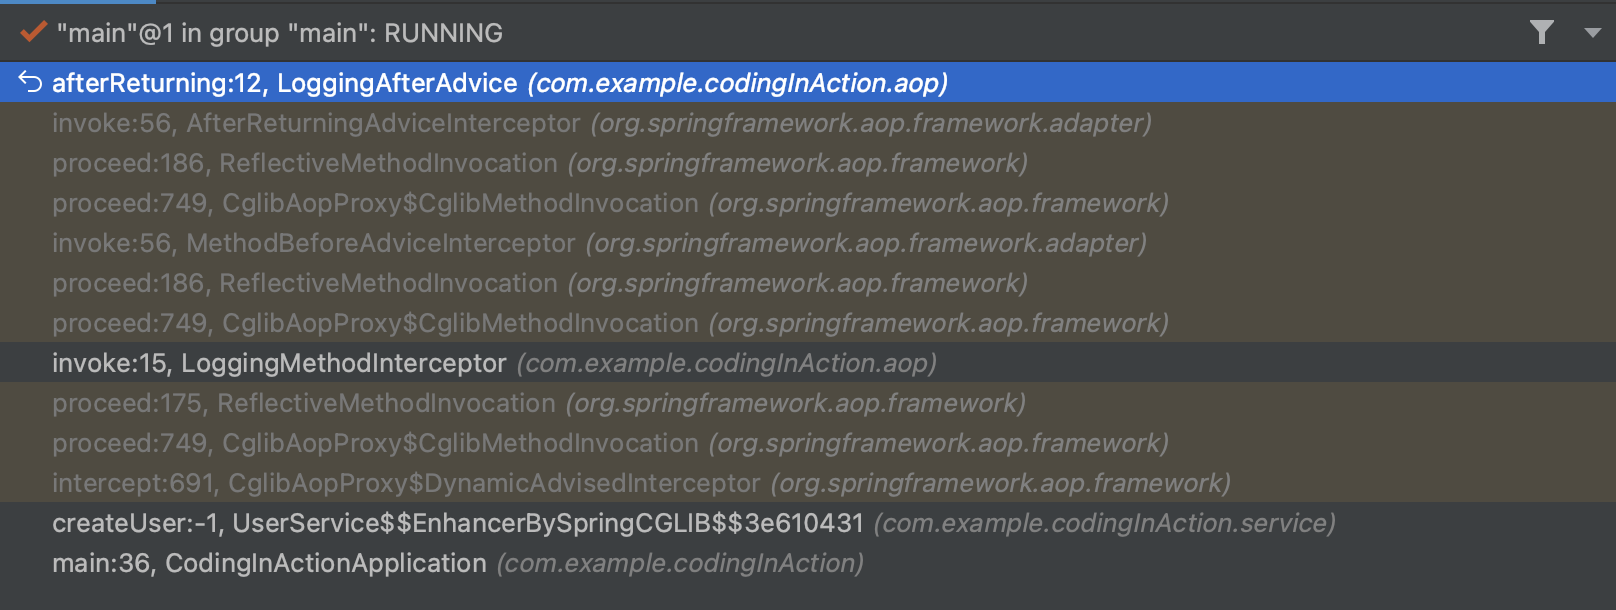 "main"@1 in group "main": RUNNING
afterReturning:12, LoggingAfterAdvice (com.example.codingInAction.aop)
invoke:56, AfterReturningAdviceInterceptor (org.springframework.aop.framework.adapter)
proceed:186, ReflectiveMethodInvocation (org.springframework.aop.framework)
proceed:749, CglibAopProxy$CglibMethodInvocation (org.springframework.aop.framework)
invoke:56, MethodBeforeAdviceInterceptor (org.springframework.aop.framework.adapter)
proceed:186, ReflectiveMethodInvocation (org.springframework.aop.framework)
proceed:749, CglibAopProxy$CglibMethodInvocation (org.springframework.aop.framework)
invoke:15, LoggingMethodInterceptor (com.example.codingInAction.aop)
proceed:175, ReflectiveMethodInvocation (org.springframework.aop.framework)
proceed:749, CglibAopProxy$CglibMethodInvocation (org.springframework.aop.framework)
intercept:691, CglibAopProxy$DynamicAdvisedInterceptor (org.springframework.aop.framework)
createUser:-1, UserService$$EnhancerBySpringCGLIB$$3e610431 (com.example.codingInAction.service)
main:36, CodingInActionApplication (com.example.codingInAction)